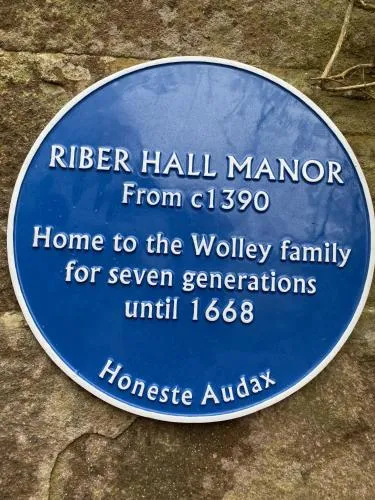 RIBER HALL MANOR
From c1390
Home to the Wolley family
for seven generations
until 1668
Honeste Audax